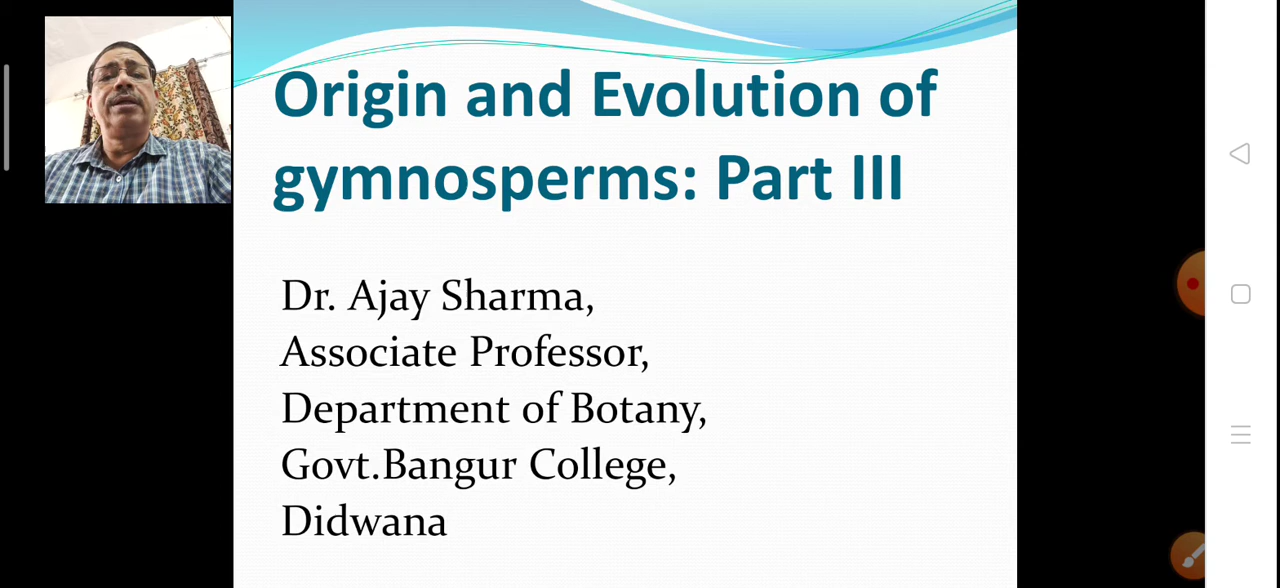 Origin and Evolution of
gymnosperms: Part III
Dr. Ajay Sharma,
Associate Professor,
Department of Botany,
Govt.Bangur College,
Didwana